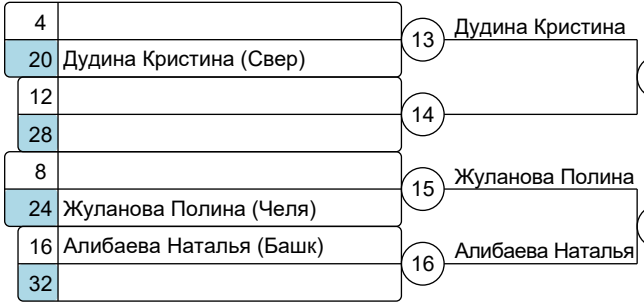 4
13 Дудина Кристина
20 Дудина Кристина (Свер)
12
14
28
8
15 Жуланова Полина
24 Жуланова Полина (Челя)
16 Алибаева Наталья (Башк)
16 Алибаева Наталья
32